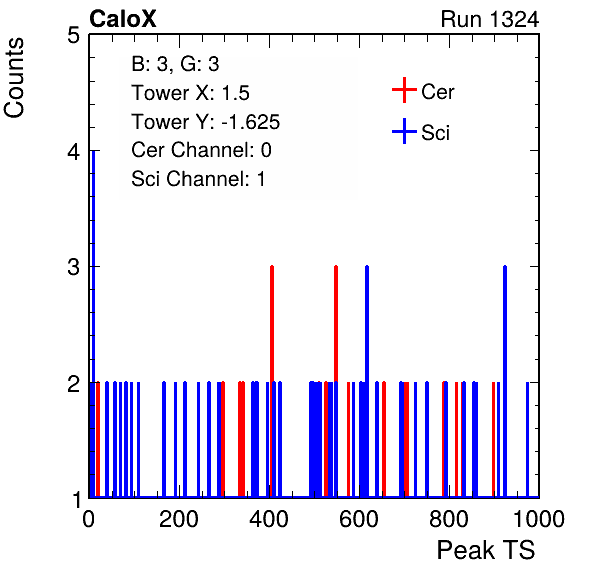 CaloX Run 1324
B: 3, G: 3
Tower X: 1.5
Tower Y: -1.625
Cer Channel: 0
Sci Channel: 1
Cer
Sci
Counts
5
4
3
2
1
0 200 400 600 800 1000
Peak TS